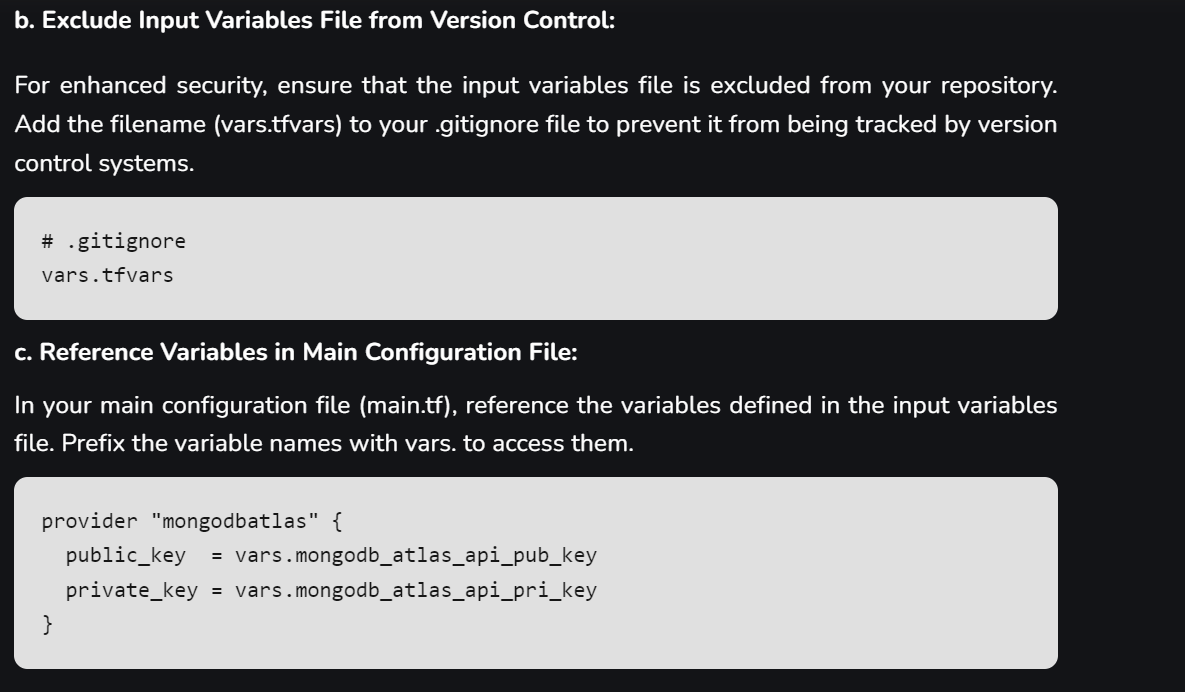 b. Exclude Input Variables File from Version Control:
For enhanced security, ensure that the input variables file is excluded from your repository.
Add the filename (vars.tfvars) to your .gitignore file to prevent it from being tracked by version
control systems.
# .gitignore
vars.tfvars
c. Reference Variables in Main Configuration File:
In your main configuration file (main.tf), reference the variables defined in the input variables
file. Prefix the variable names with vars. to access them.
provider "mongodbatlas" {
  public_key  = vars.mongodb_atlas_api_pub_key
  private_key = vars.mongodb_atlas_api_pri_key
}